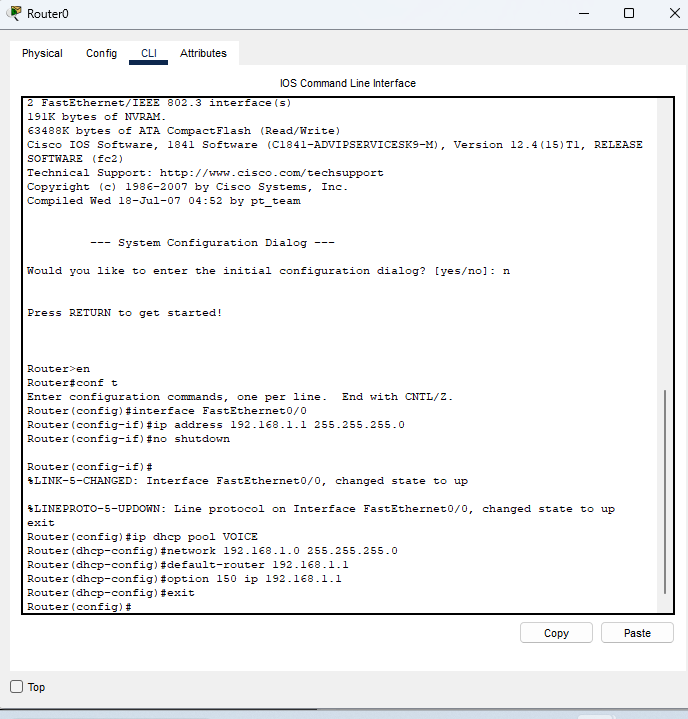 Router0
Physical Config CLI Attributes
IOS Command Line Interface
2 FastEthernet/IEEE 802.3 interface(s)
191K bytes of NVRAM.
63488K bytes of ATA CompactFlash (Read/Write)
Cisco IOS Software, 1841 Software (C1841-ADVIPSERVICESK9-M), Version 12.4(15)T1, RELEASE
SOFTWARE (fc2)
Technical Support: http://www.cisco.com/techsupport
Copyright (c) 1986-2007 by Cisco Systems, Inc.
Compiled Wed 18-Jul-07 04:52 by pt_team
--- System Configuration Dialog ---
Would you like to enter the initial configuration dialog? [yes/no]: n
Press RETURN to get started!
Router>en
Router#conf t
Enter configuration commands, one per line.  End with CNTL/Z.
Router(config)#interface FastEthernet0/0
Router(config-if)#ip address 192.168.1.1 255.255.255.0
Router(config-if)#no shutdown
Router(config-if)#
%LINK-5-CHANGED: Interface FastEthernet0/0, changed state to up
%LINEPROTO-5-UPDOWN: Line protocol on Interface FastEthernet0/0, changed state to up
exit
Router(config)#ip dhcp pool VOICE
Router(dhcp-config)#network 192.168.1.0 255.255.255.0
Router(dhcp-config)#default-router 192.168.1.1
Router(dhcp-config)#option 150 ip 192.168.1.1
Router(dhcp-config)#exit
Router(config)#
Copy Paste
Top